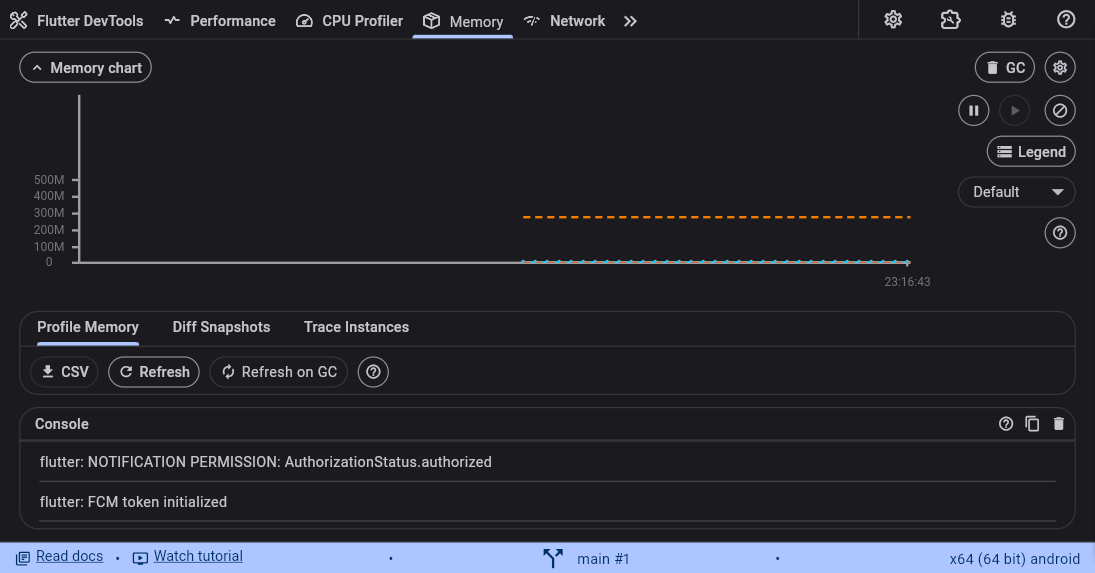 Flutter DevTools Performance CPU Profiler Memory Network
Memory chart GC
Legend
500M
Default
400M
300M
200M
100M
0
23:16:43
Profile Memory Diff Snapshots Trace Instances
CSV Refresh Refresh on GC
Console
flutter: NOTIFICATION PERMISSION: AuthorizationStatus.authorized
flutter: FCM token initialized
Read docs • Watch tutorial • main #1 • x64 (64 bit) android